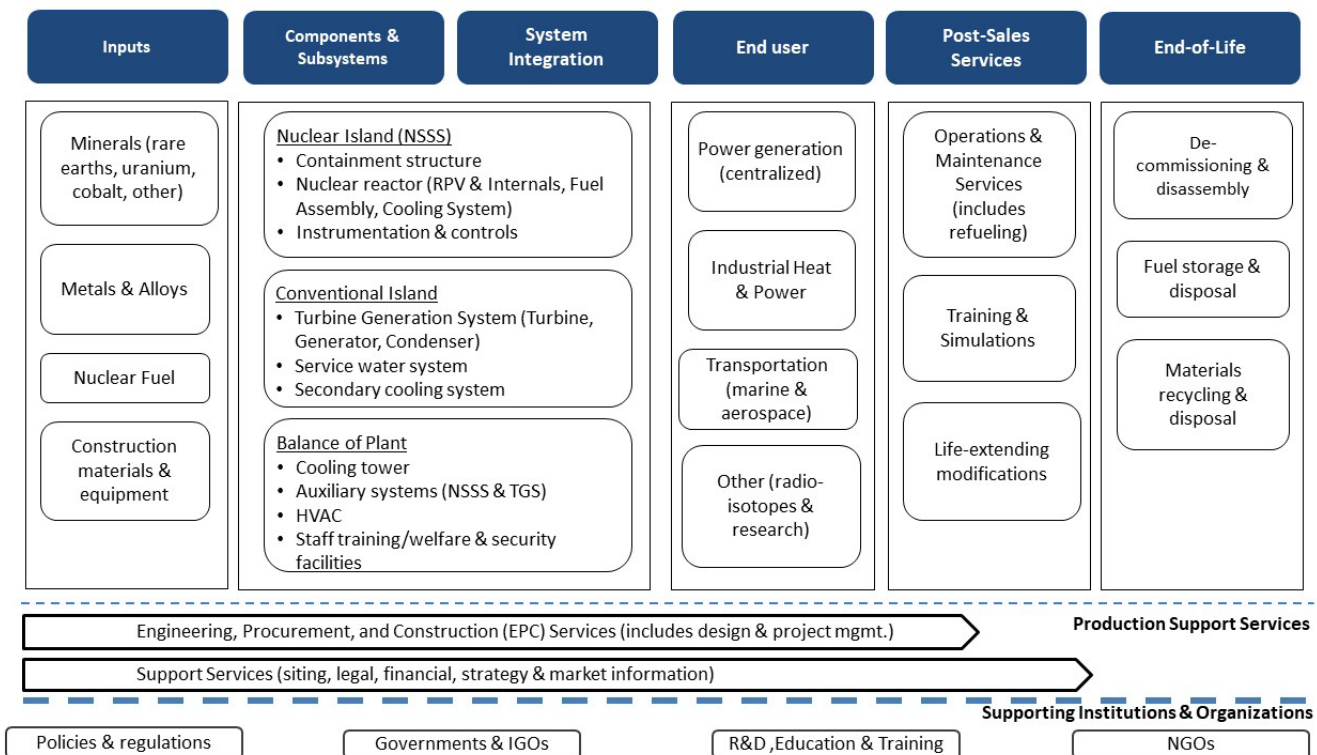 Inputs
Components &
Subsystems
System
Integration
End user
Post-Sales
Services
End-of-Life
Minerals (rare
earths, uranium,
cobalt, other)
Metals & Alloys
Nuclear Fuel
Construction
materials &
equipment
Nuclear Island (NSSS)
• Containment structure
• Nuclear reactor (RPV & Internals, Fuel
Assembly, Cooling System)
• Instrumentation & controls
Conventional Island
• Turbine Generation System (Turbine,
Generator, Condenser)
• Service water system
• Secondary cooling system
Balance of Plant
• Cooling tower
• Auxiliary systems (NSSS & TGS)
• HVAC
• Staff training/welfare & security
facilities
Power generation
(centralized)
Industrial Heat
& Power
Transportation
(marine &
aerospace)
Other (radio-
isotopes &
research)
Operations &
Maintenance
Services
(includes
refueling)
Training &
Simulations
Life-extending
modifications
De-
commissioning &
disassembly
Fuel storage &
disposal
Materials
recycling &
disposal
Engineering, Procurement, and Construction (EPC) Services (includes design & project mgmt.)
Production Support Services
Support Services (siting, legal, financial, strategy & market information)
Supporting Institutions & Organizations
Policies & regulations
Governments & IGOs
R&D ,Education & Training
NGOs